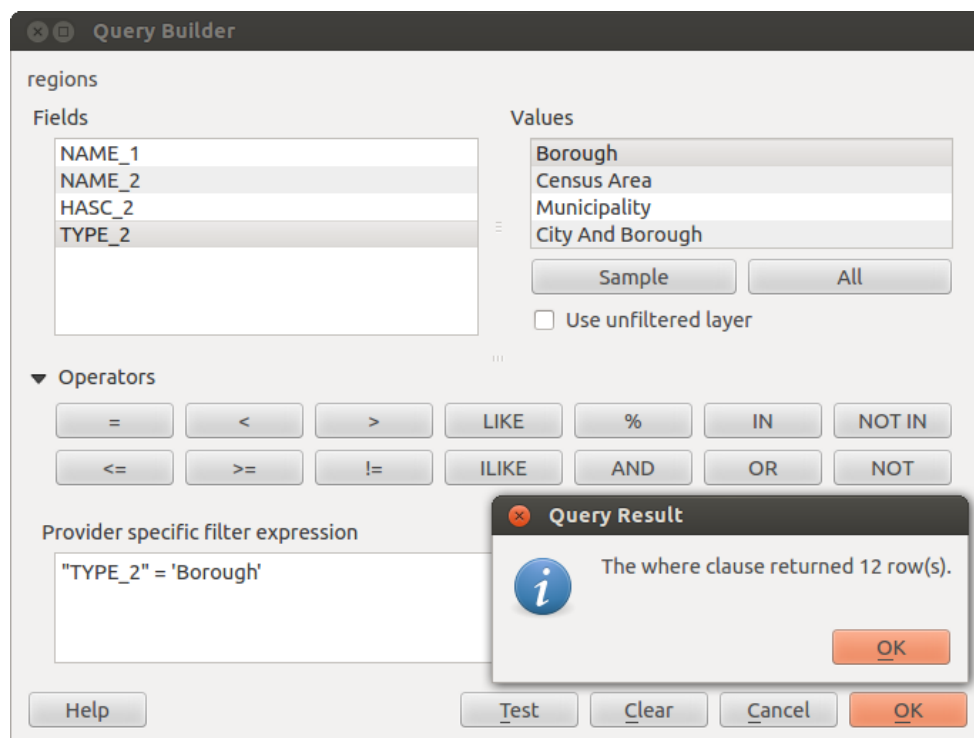 Query Builder
regions
Fields
Values
NAME_1
NAME_2
HASC_2
TYPE_2
Borough
Census Area
Municipality
City And Borough
Sample All
Use unfiltered layer
Operators
= < > LIKE % IN NOT IN
<= >= != ILIKE AND OR NOT
Provider specific filter expression
"TYPE_2" = 'Borough'
Query Result
The where clause returned 12 row(s).
OK
Help Test Clear Cancel OK